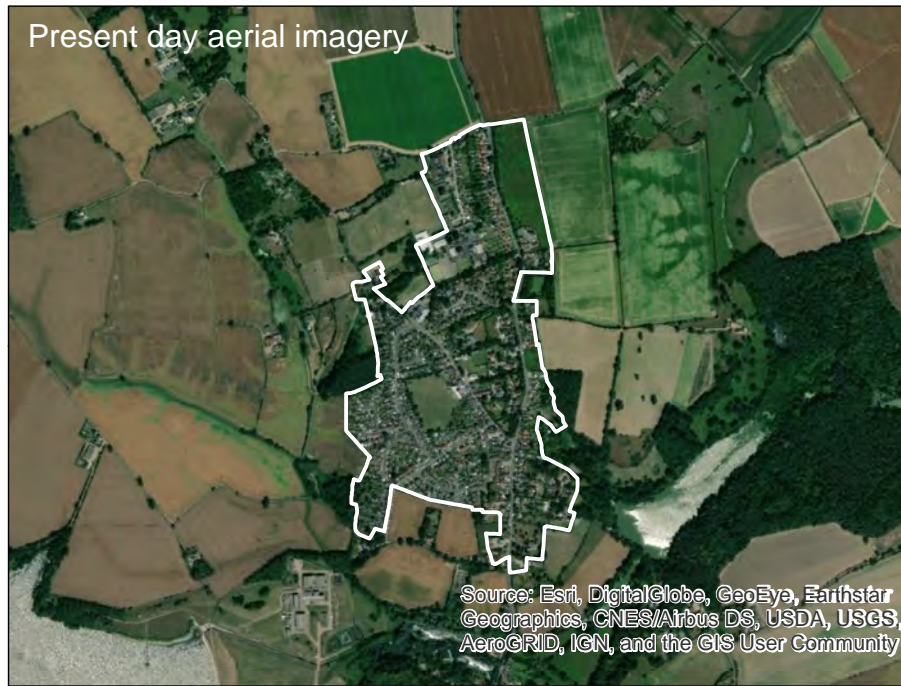 Present day aerial imagery
Source: Esri, DigitalGlobe, GeoEye, Earthstar
Geographics, CNES/Airbus DS, USDA, USGS,
AeroGRID, IGN, and the GIS User Community